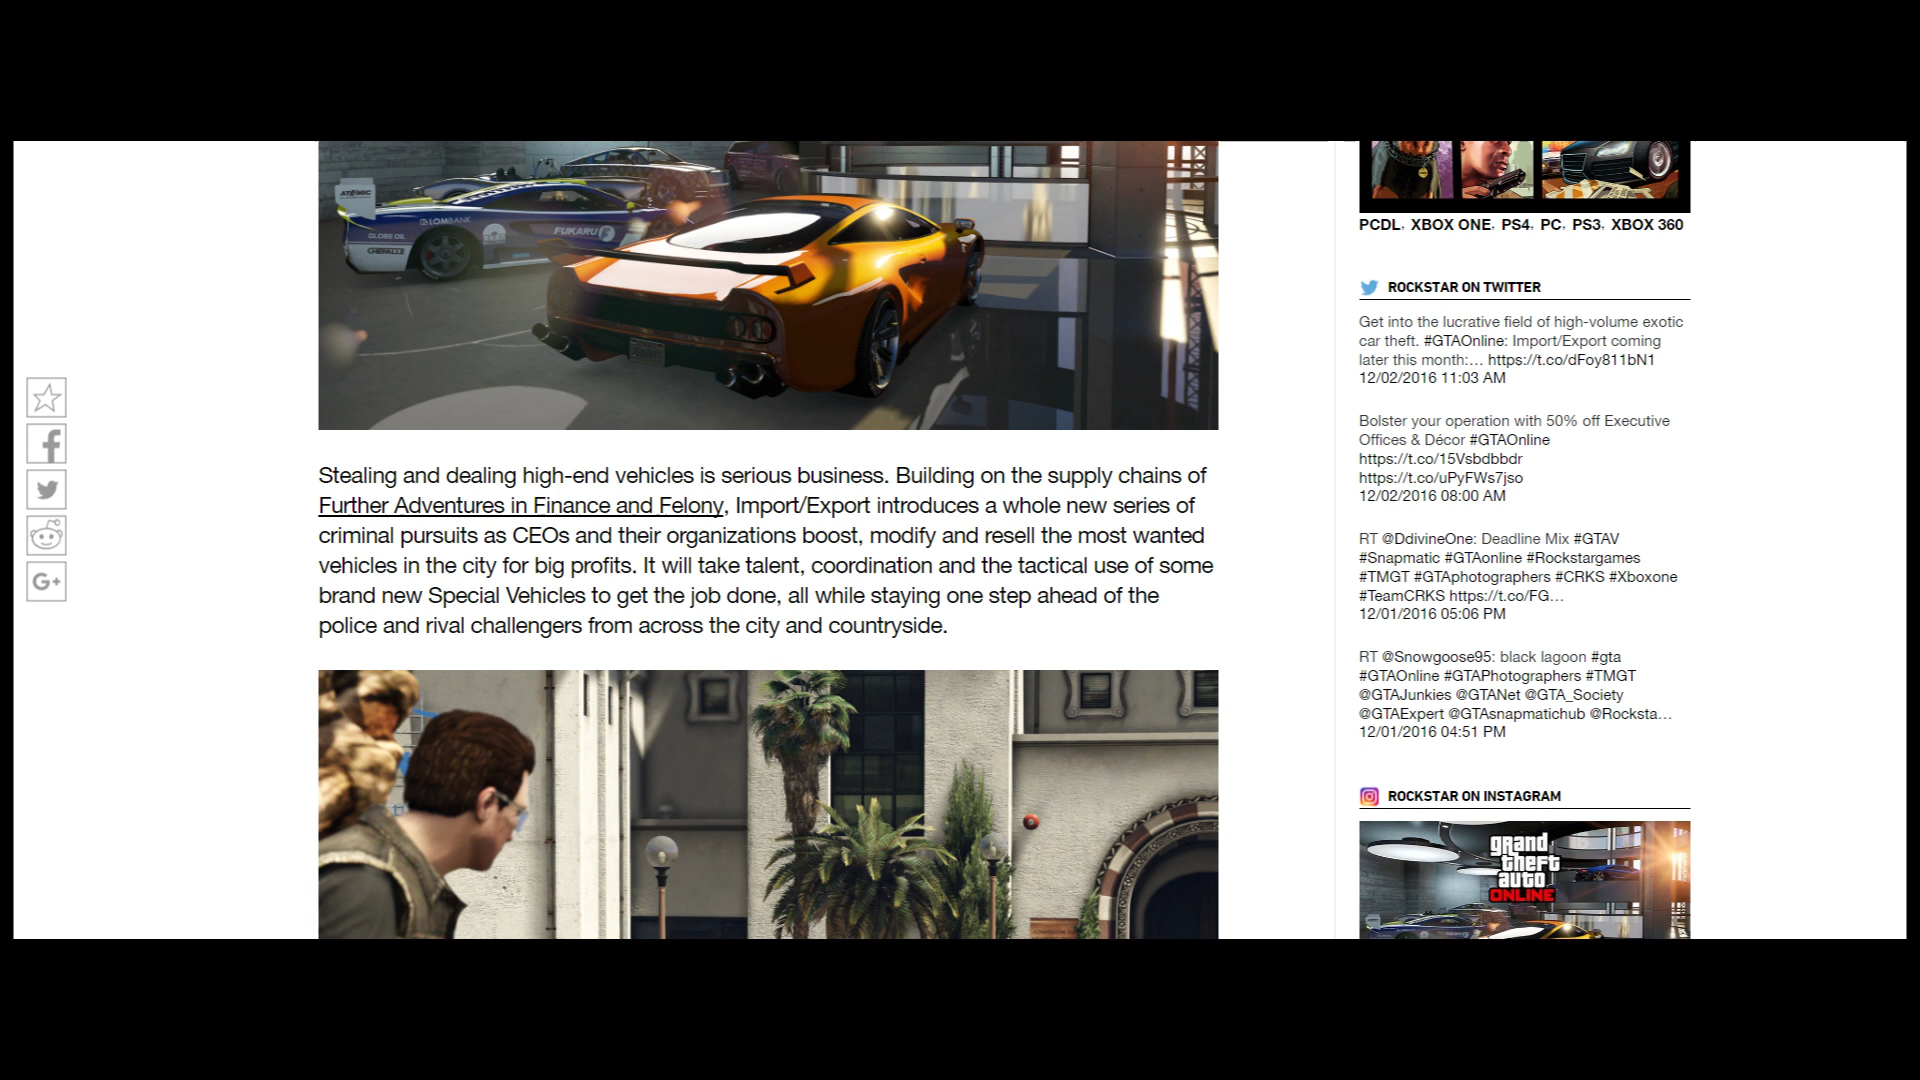 ATOMIC
LOMBANK
GLOBE OIL
FUKARU
CHEPALLE
Stealing and dealing high-end vehicles is serious business. Building on the supply chains of
Further Adventures in Finance and Felony, Import/Export introduces a whole new series of
criminal pursuits as CEOs and their organizations boost, modify and resell the most wanted
vehicles in the city for big profits. It will take talent, coordination and the tactical use of some
brand new Special Vehicles to get the job done, all while staying one step ahead of the
police and rival challengers from across the city and countryside.
G+
PCDL, XBOX ONE, PS4, PC, PS3, XBOX 360
ROCKSTAR ON TWITTER
Get into the lucrative field of high-volume exotic
car theft. #GTAOnline: Import/Export coming
later this month:… https://t.co/dFoy811bN1
12/02/2016 11:03 AM
Bolster your operation with 50% off Executive
Offices & Décor #GTAOnline
https://t.co/15Vsbdbbdr
https://t.co/uPyFWs7jso
12/02/2016 08:00 AM
RT @DdivineOne: Deadline Mix #GTAV
#Snapmatic #GTAonline #Rockstargames
#TMGT #GTAphotographers #CRKS #Xboxone
#TeamCRKS https://t.co/FG…
12/01/2016 05:06 PM
RT @Snowgoose95: black lagoon #gta
#GTAOnline #GTAPhotographers #TMGT
@GTAJunkies @GTANet @GTA_Society
@GTAExpert @GTAsnapmatichub @Rocksta…
12/01/2016 04:51 PM
ROCKSTAR ON INSTAGRAM
grand
theft
auto
ONLINE